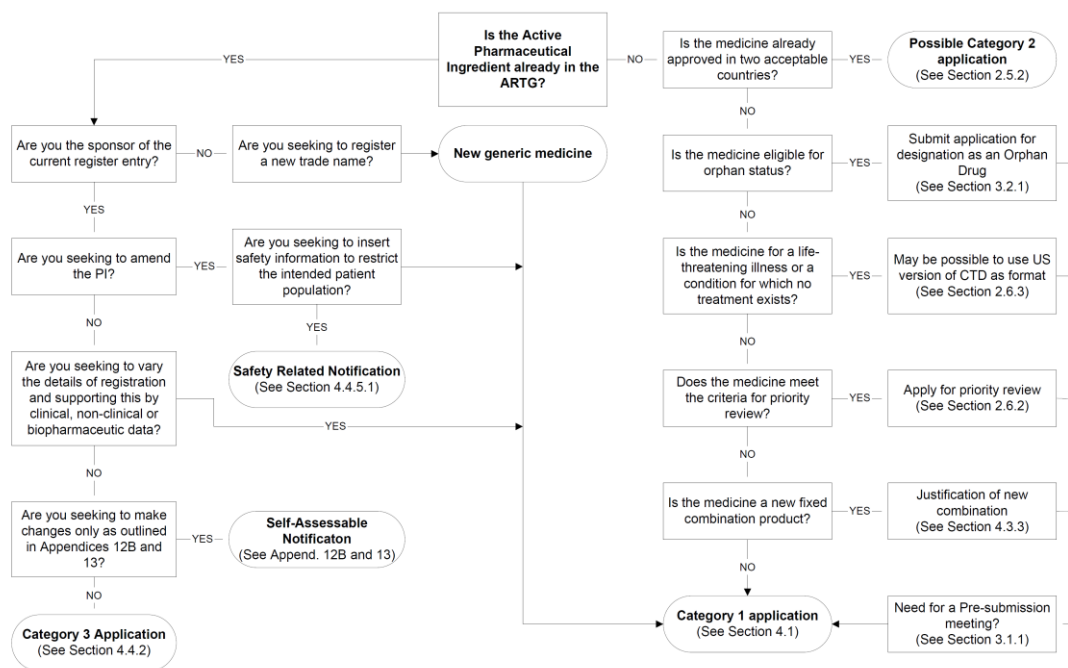 Is the Active
Pharmaceutical
Ingredient already in the
ARTG?
YES
NO
Is the medicine already
approved in two acceptable
countries?
YES
Possible Category 2
application
(See Section 2.5.2)
NO
Are you the sponsor of the
current register entry?
NO
Are you seeking to register
a new trade name?
New generic medicine
Is the medicine eligible for
orphan status?
YES
Submit application for
designation as an Orphan
Drug
(See Section 3.2.1)
YES
NO
Are you seeking to amend
the PI?
YES
Are you seeking to insert
safety information to restrict
the intended patient
population?
Is the medicine for a life-
threatening illness or a
condition for which no
treatment exists?
YES
May be possible to use US
version of CTD as format
(See Section 2.6.3)
NO
YES
NO
Are you seeking to vary
the details of registration
and supporting this by
clinical, non-clinical or
biopharmaceutic data?
Safety Related Notification
(See Section 4.4.5.1)
YES
Does the medicine meet
the criteria for priority
review?
YES
Apply for priority review
(See Section 2.6.2)
NO
NO
Are you seeking to make
changes only as outlined
in Appendices 12B and
13?
YES
Self-Assessable
Notificaton
(See Append. 12B and 13)
Is the medicine a new fixed
combination product?
YES
Justification of new
combination
(See Section 4.3.3)
NO
NO
Category 3 Application
(See Section 4.4.2)
Category 1 application
(See Section 4.1)
Need for a Pre-submission
meeting?
(See Section 3.1.1)